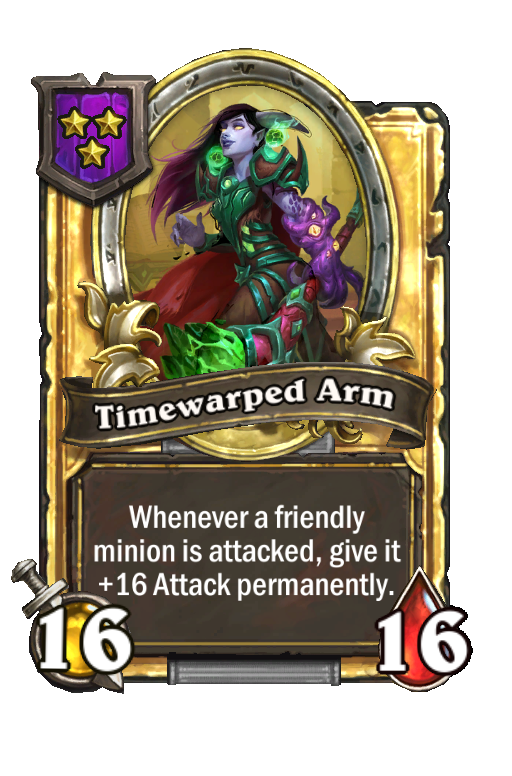 Timewarped Arm
Whenever a friendly
minion is attacked, give it
+16 Attack permanently.
16
16